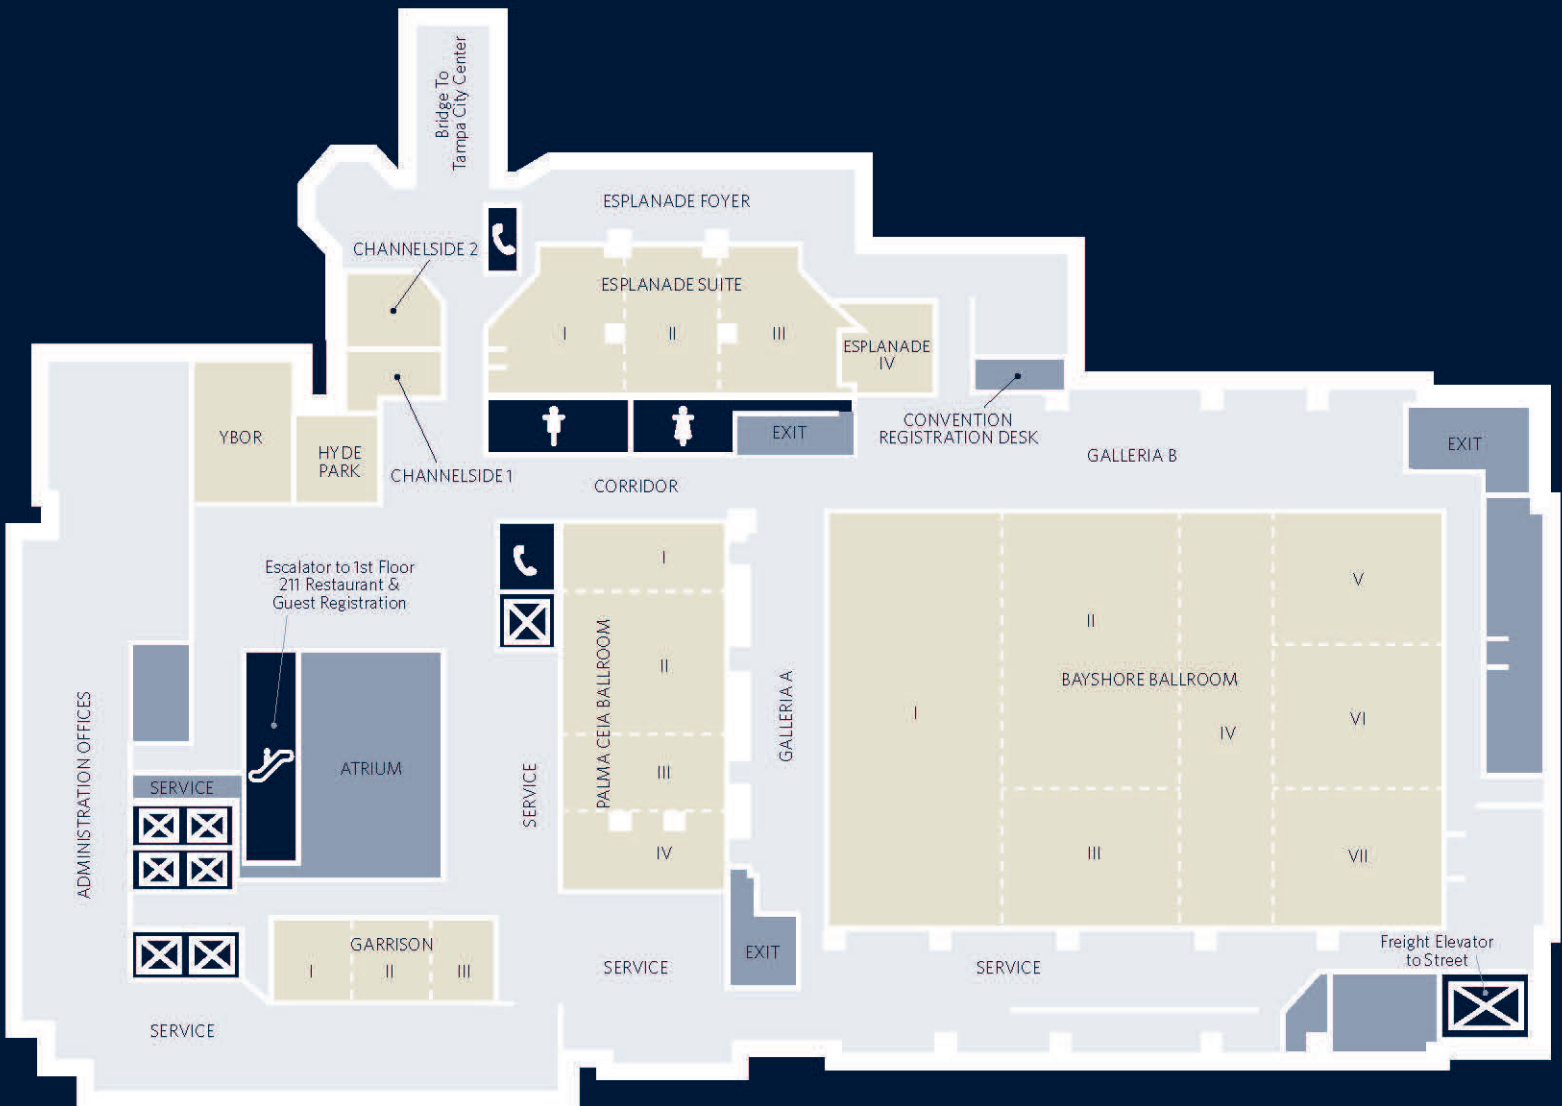 Bridge To
Tampa City Center
ESPLANADE FOYER
CHANNELSIDE 2
ESPLANADE SUITE
I
II
III
ESPLANADE
IV
CONVENTION
REGISTRATION DESK
YBOR
HYDE
PARK
CHANNELSIDE 1
EXIT
GALLERIA B
EXIT
CORRIDOR
Escalator to 1st Floor
211 Restaurant &
Guest Registration
PALMA CEIA BALLROOM
I
II
III
IV
GALLERIA A
BAYSHORE BALLROOM
I
II
III
IV
V
VI
VII
ADMINISTRATION OFFICES
SERVICE
ATRIUM
SERVICE
GARRISON
I
II
III
SERVICE
EXIT
SERVICE
Freight Elevator
to Street
SERVICE